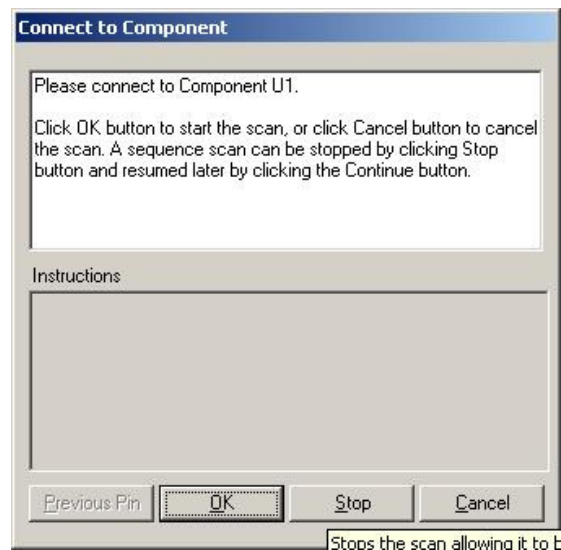 Connect to Component
Please connect to Component U1.
Click OK button to start the scan, or click Cancel button to cancel
the scan. A sequence scan can be stopped by clicking Stop
button and resumed later by clicking the Continue button.
Instructions
Previous Pin
OK
Stop
Cancel
Stops the scan allowing it to